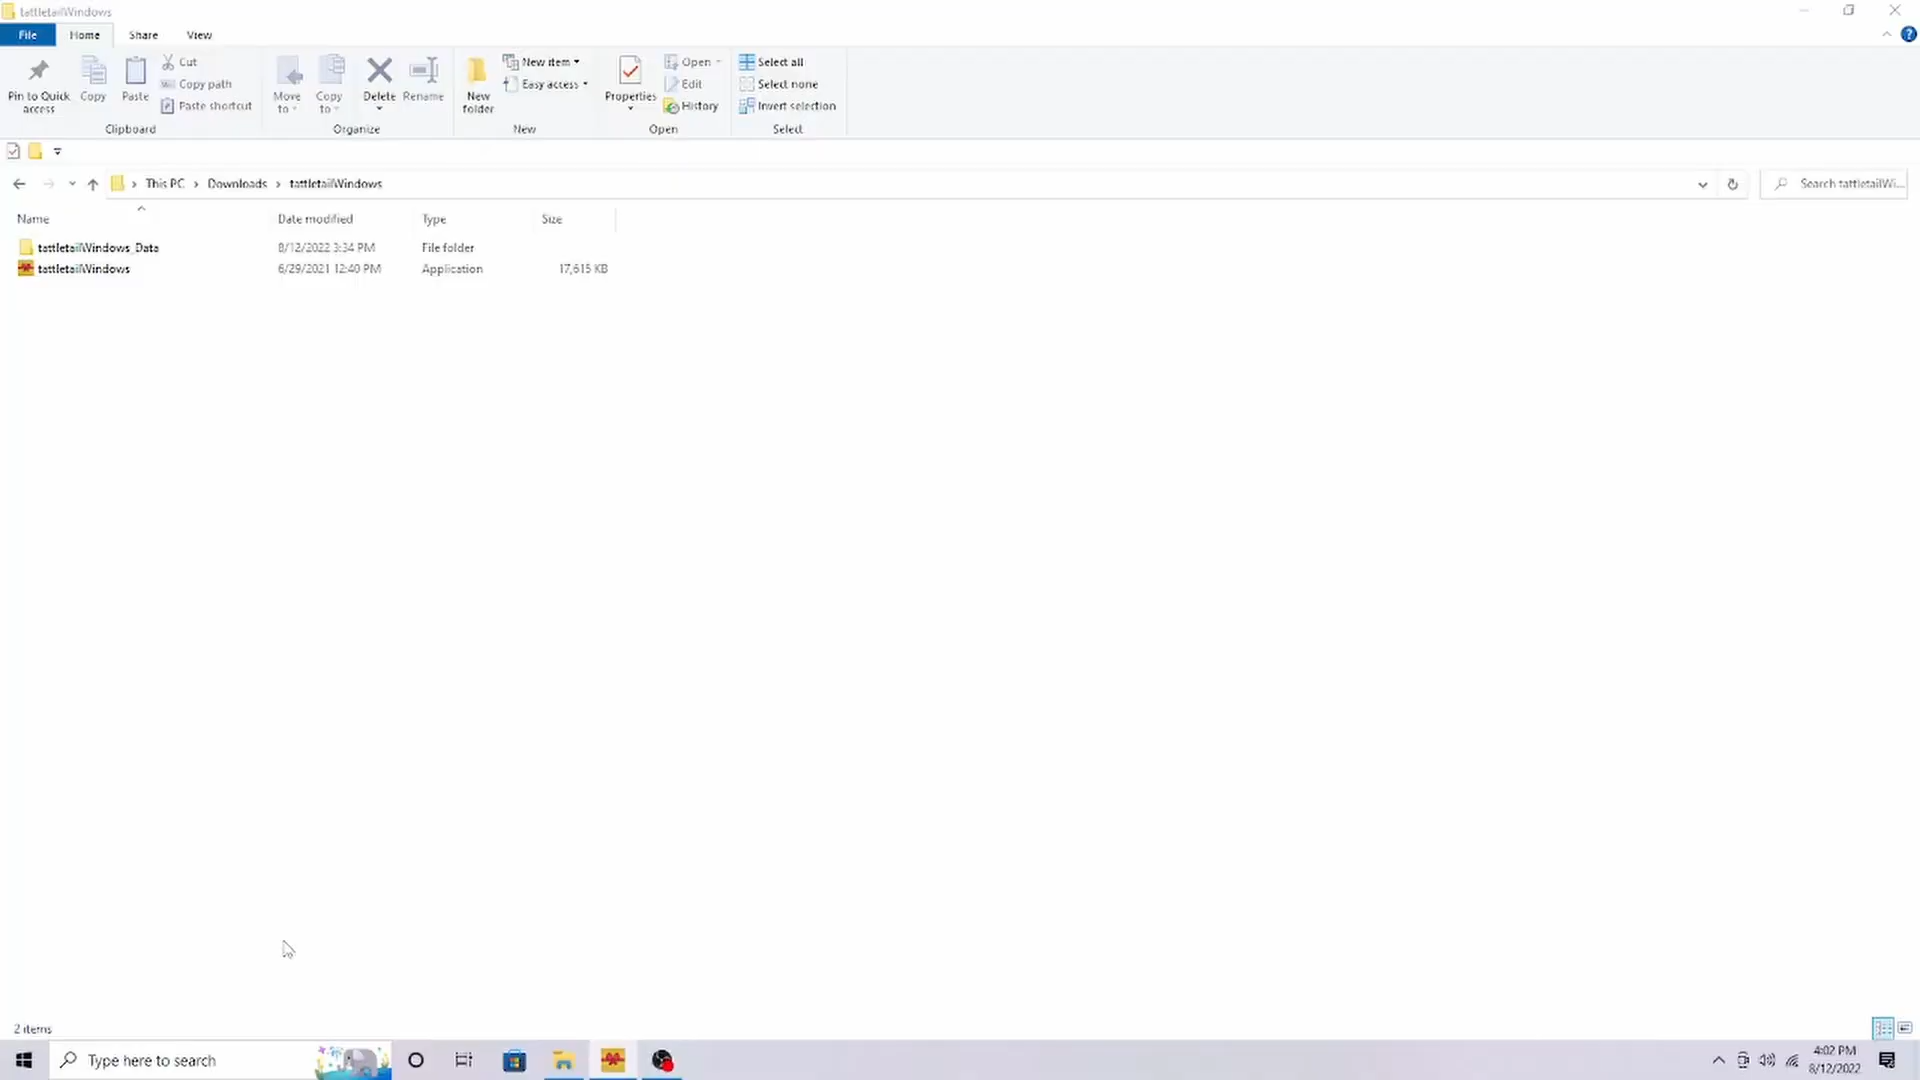 tattletailWindows
File Home Share View
Pin to Quick access
Copy
Paste
Cut
Copy path
Paste shortcut
Clipboard
Move to
Copy to
Delete
Rename
Organize
New folder
New item
Easy access
New
Properties
Open
Edit
History
Open
Select all
Select none
Invert selection
Select
This PC › Downloads › tattletailWindows
Search tattletailWi...
Name Date modified Type Size
tattletailWindows_Data 8/12/2022 3:34 PM File folder
tattletailWindows 6/29/2021 12:40 PM Application 17,615 KB
2 items
Type here to search
4:02 PM
8/12/2022